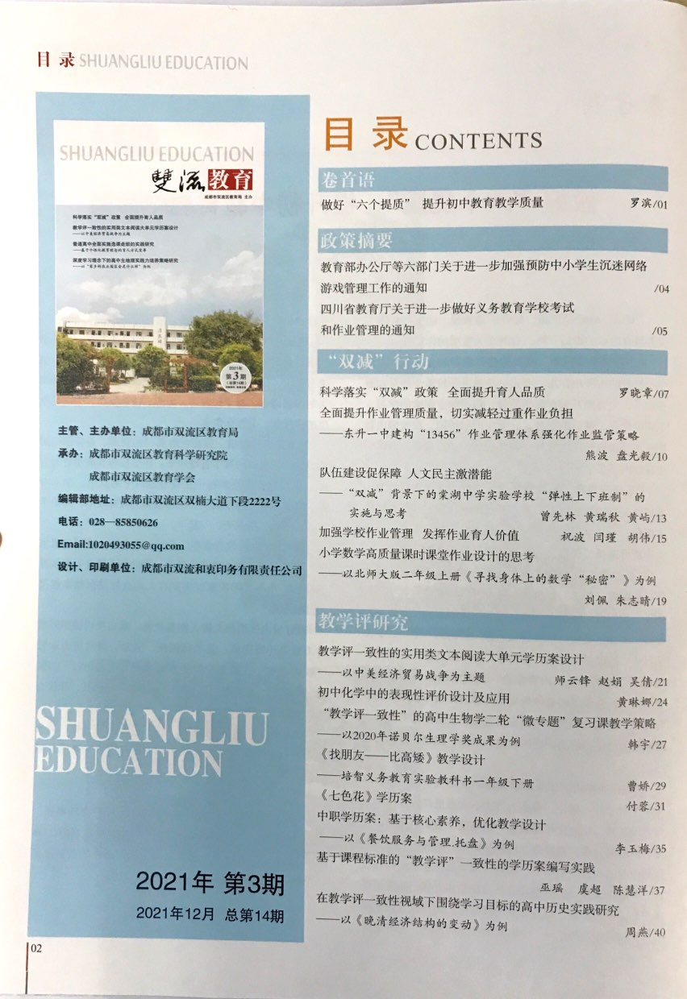 目 录 SHUANGLIU EDUCATION
SHUANGLIU EDUCATION
雙流 教育
成都市双流区教育局 主办
科学落实“双减”政策 全面提升育人品质
教学评一致性的实用类文本阅读大单元学历案设计
——以中美经济贸易战争为主题
普通高中全面实施选课走班的实践研究
——基于个性化教育理念的育人方式变革
深度学习理念下的高中生地理实践力培养策略研究
2021年
第3期
(总第14期)
主管、主办单位：成都市双流区教育局
承办：成都市双流区教育科学研究院
成都市双流区教育学会
编辑部地址：成都市双流区双楠大道下段2222号
电话：028—85850626
Email:1020493055@qq.com
设计、印刷单位：成都市双流和衷印务有限责任公司
SHUANGLIU
EDUCATION
2021年 第3期
2021年12月 总第14期
02
目 录 CONTENTS
卷首语
做好“六个提质” 提升初中教育教学质量 罗滨/01
政策摘要
教育部办公厅等六部门关于进一步加强预防中小学生沉迷网络
游戏管理工作的通知 /04
四川省教育厅关于进一步做好义务教育学校考试
和作业管理的通知 /05
“双减”行动
科学落实“双减”政策 全面提升育人品质 罗晓章/07
全面提升作业管理质量，切实减轻过重作业负担
——东升一中建构“13456”作业管理体系强化作业监管策略
熊波 盘光毅/10
队伍建设促保障 人文民主激潜能
——“双减”背景下的棠湖中学实验学校“弹性上下班制”的
实施与思考 曾先林 黄瑞秋 黄屿/13
加强学校作业管理 发挥作业育人价值 祝波 闫瑾 胡伟/15
小学数学高质量课时课堂作业设计的思考
——以北师大版二年级上册《寻找身体上的数学“秘密”》为例
刘佩 朱志晴/19
教学评研究
教学评一致性的实用类文本阅读大单元学历案设计
——以中美经济贸易战争为主题 师云锋 赵娟 吴倩/21
初中化学中的表现性评价设计及应用 黄琳娜/24
“教学评一致性”的高中生物学二轮“微专题”复习课教学策略
——以2020年诺贝尔生理学奖成果为例 韩宇/27
《找朋友——比高矮》教学设计
——培智义务教育实验教科书一年级下册 曹娇/29
《七色花》学历案 付蓉/31
中职学历案：基于核心素养，优化教学设计
——以《餐饮服务与管理.托盘》为例 李玉梅/35
基于课程标准的“教学评”一致性的学历案编写实践
巫瑶 虞超 陈慧洋/37
在教学评一致性视域下围绕学习目标的高中历史实践研究
——以《晚清经济结构的变动》为例 周燕/40